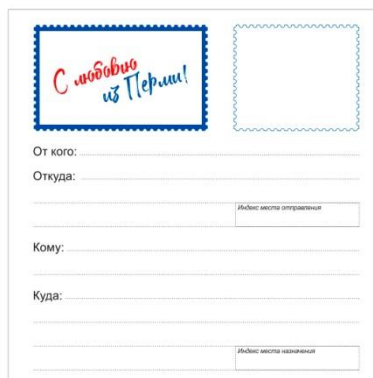 С любовью
из Перми!
От кого:
Откуда:
Индекс места отправления
Кому:
Куда:
Индекс места назначения